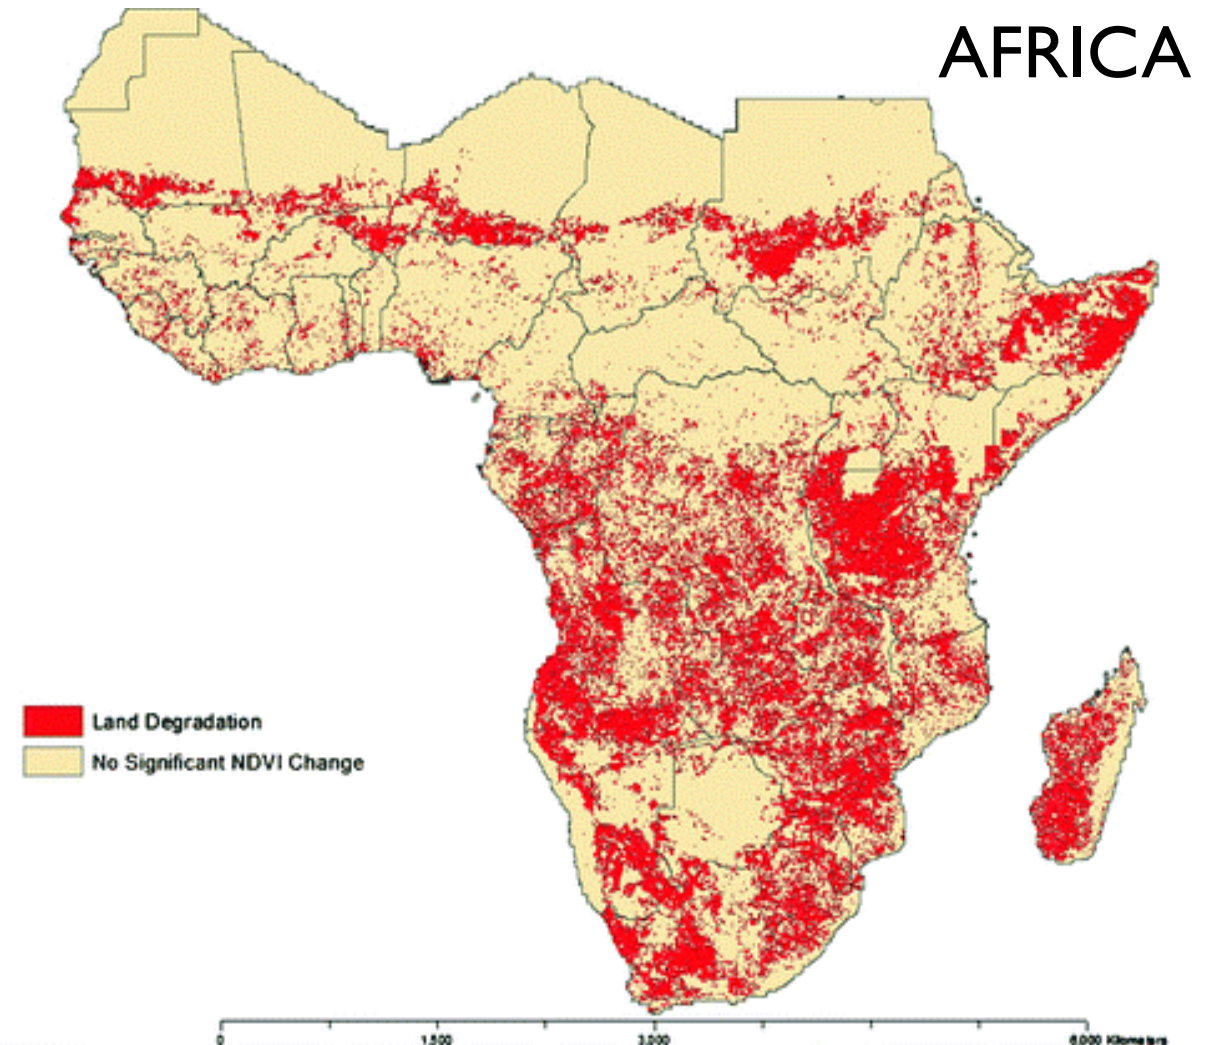 AFRICA
Land Degradation
No Significant NDVI Change
0 1,500 3,000 6,000 Kilometers